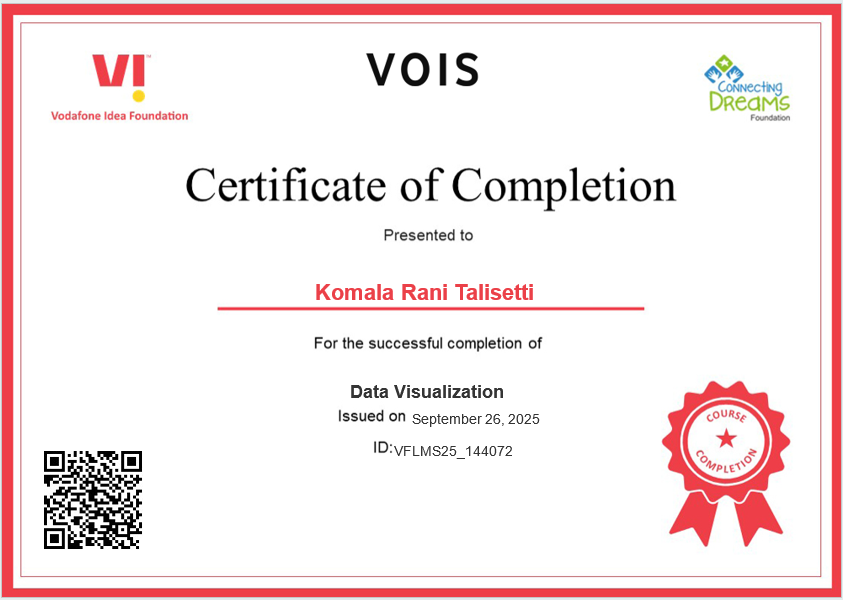 VI™
Vodafone Idea Foundation
VOIS
Connecting
Dreams
Foundation
Certificate of Completion
Presented to
Komala Rani Talisetti
For the successful completion of
Data Visualization
Issued on September 26, 2025
ID:VFLMS25_144072
COURSE
COMPLETION